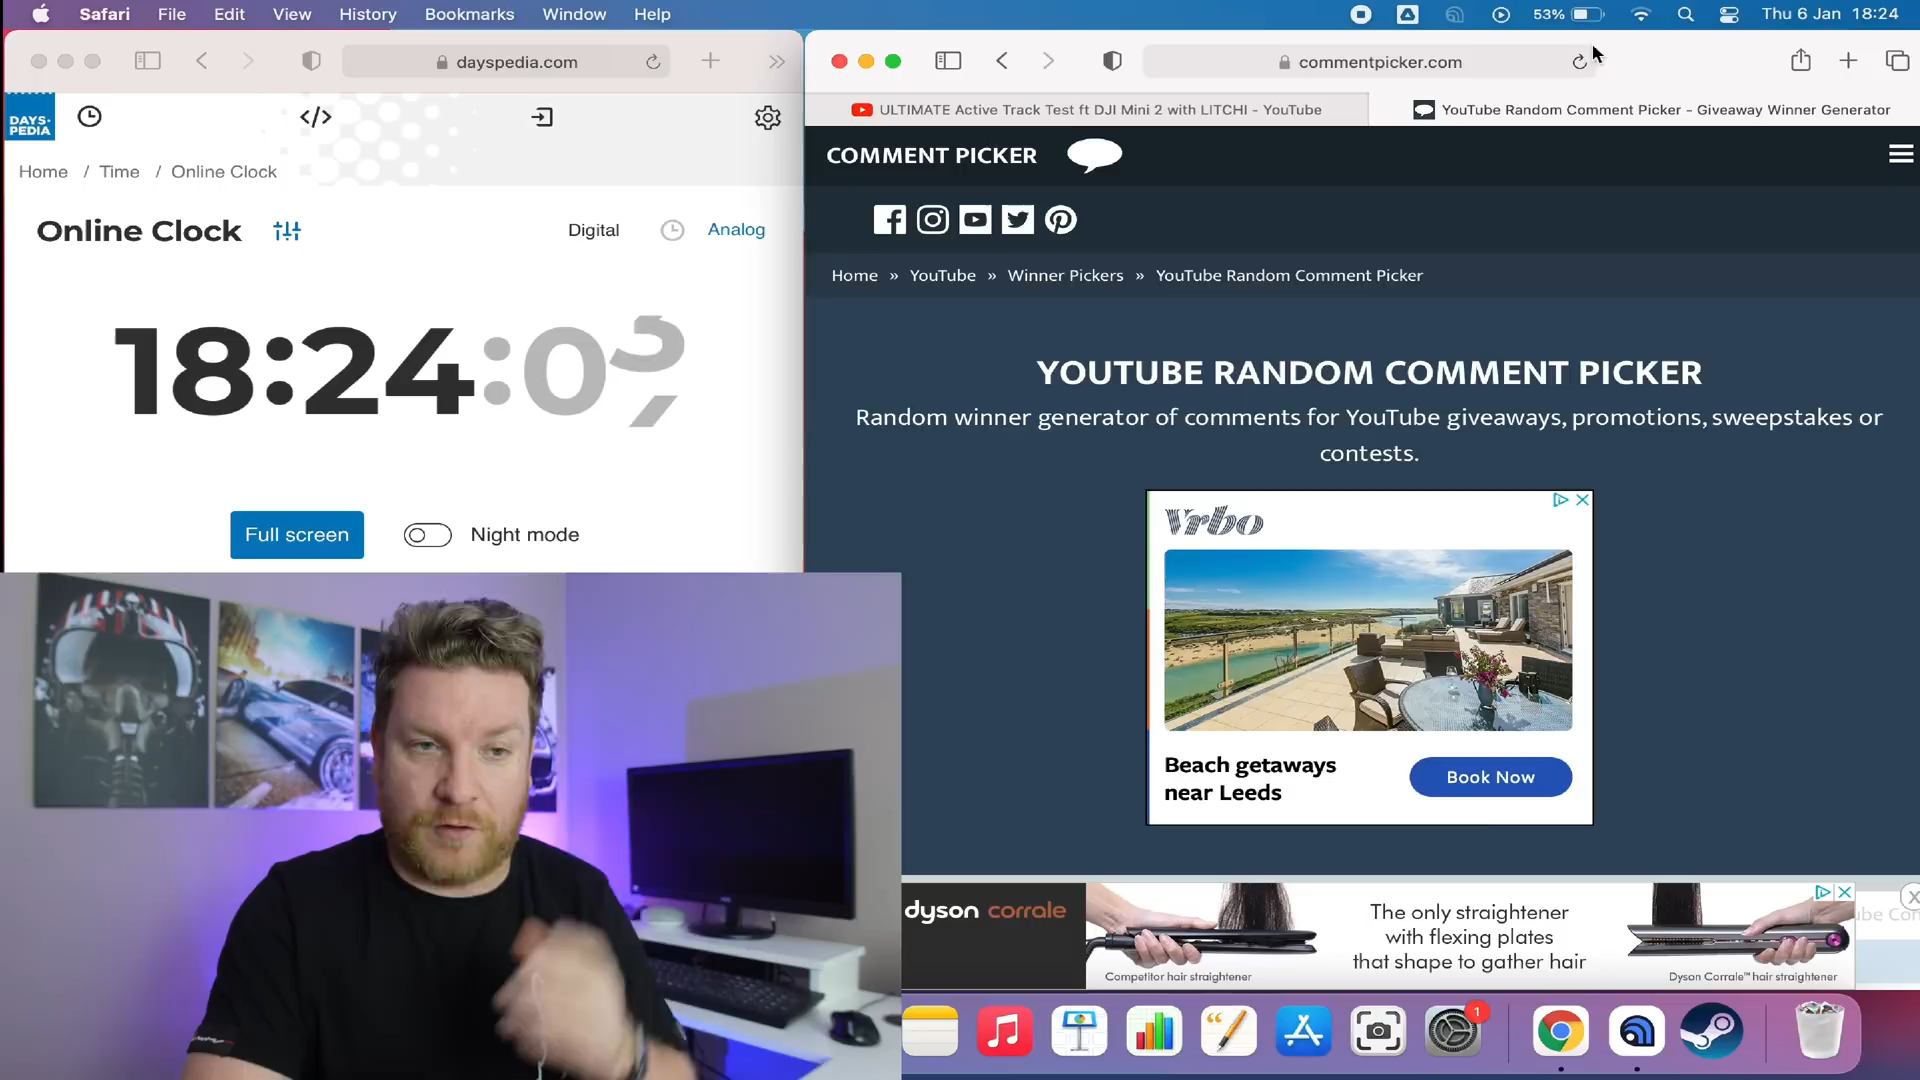 Safari File Edit View History Bookmarks Window Help 53% Thu 6 Jan 18:24
dayspedia.com
commentpicker.com
ULTIMATE Active Track Test ft DJI Mini 2 with LITCHI - YouTube
YouTube Random Comment Picker - Giveaway Winner Generator
DAYS-
PEDIA
</>
Home / Time / Online Clock
Online Clock
Digital
Analog
18:24:0
Full screen
Night mode
COMMENT PICKER
Home » YouTube » Winner Pickers » YouTube Random Comment Picker
YOUTUBE RANDOM COMMENT PICKER
Random winner generator of comments for YouTube giveaways, promotions, sweepstakes or
contests.
Vrbo
Beach getaways
near Leeds
Book Now
dyson corrale
Competitor hair straightener
The only straightener
with flexing plates
that shape to gather hair
Dyson Corrale™ hair straightener
1